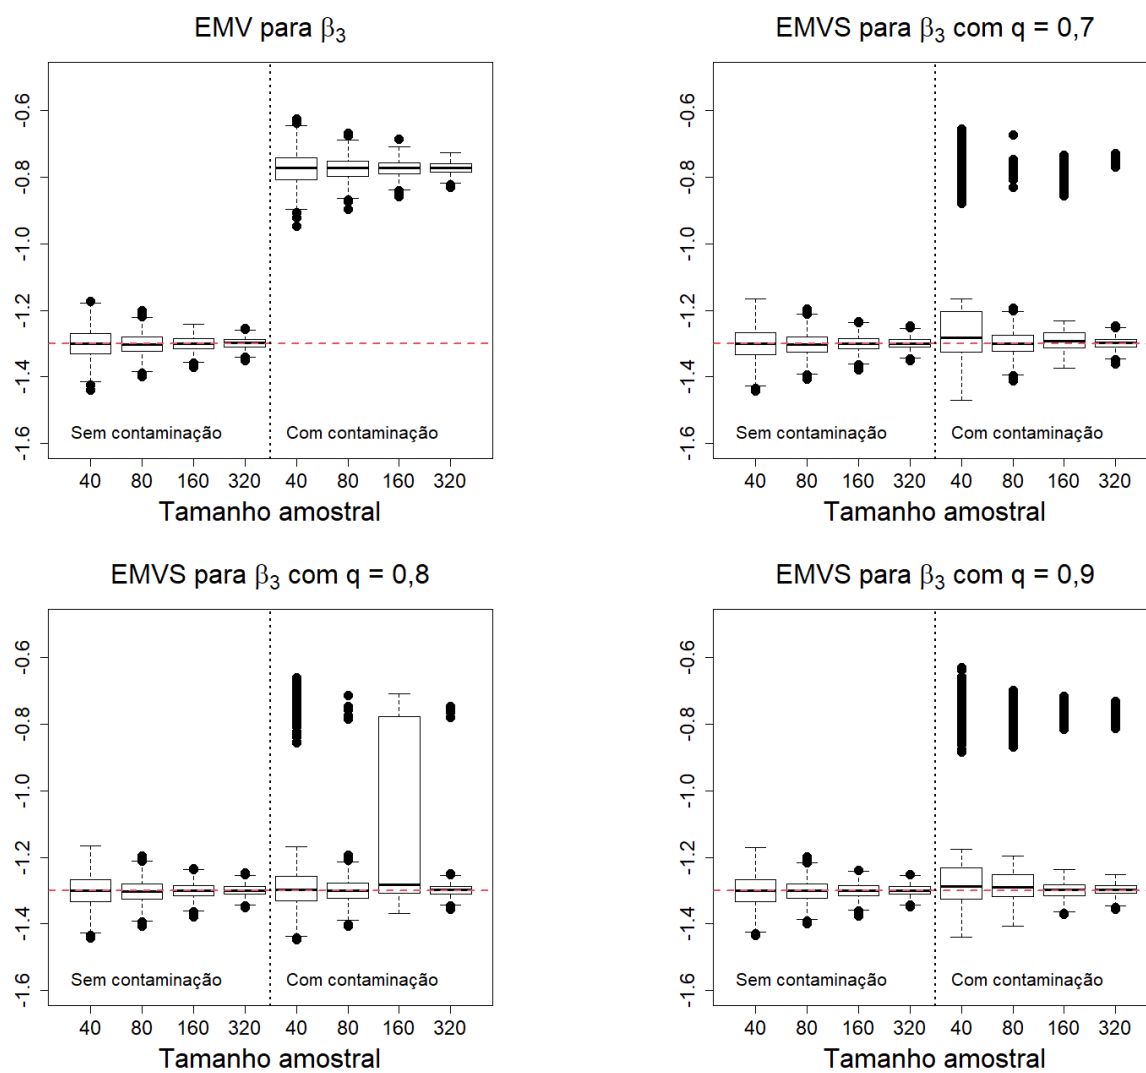 EMV para β3
-0.6
-0.8
-1.0
-1.2
-1.4
-1.6
Sem contaminação
Com contaminação
40 80 160 320 40 80 160 320
Tamanho amostral
EMVS para β3 com q = 0,7
-0.6
-0.8
-1.0
-1.2
-1.4
-1.6
Sem contaminação
Com contaminação
40 80 160 320 40 80 160 320
Tamanho amostral
EMVS para β3 com q = 0,8
-0.6
-0.8
-1.0
-1.2
-1.4
-1.6
Sem contaminação
Com contaminação
40 80 160 320 40 80 160 320
Tamanho amostral
EMVS para β3 com q = 0,9
-0.6
-0.8
-1.0
-1.2
-1.4
-1.6
Sem contaminação
Com contaminação
40 80 160 320 40 80 160 320
Tamanho amostral